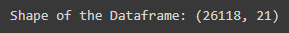 Shape of the Dataframe: (26118, 21)